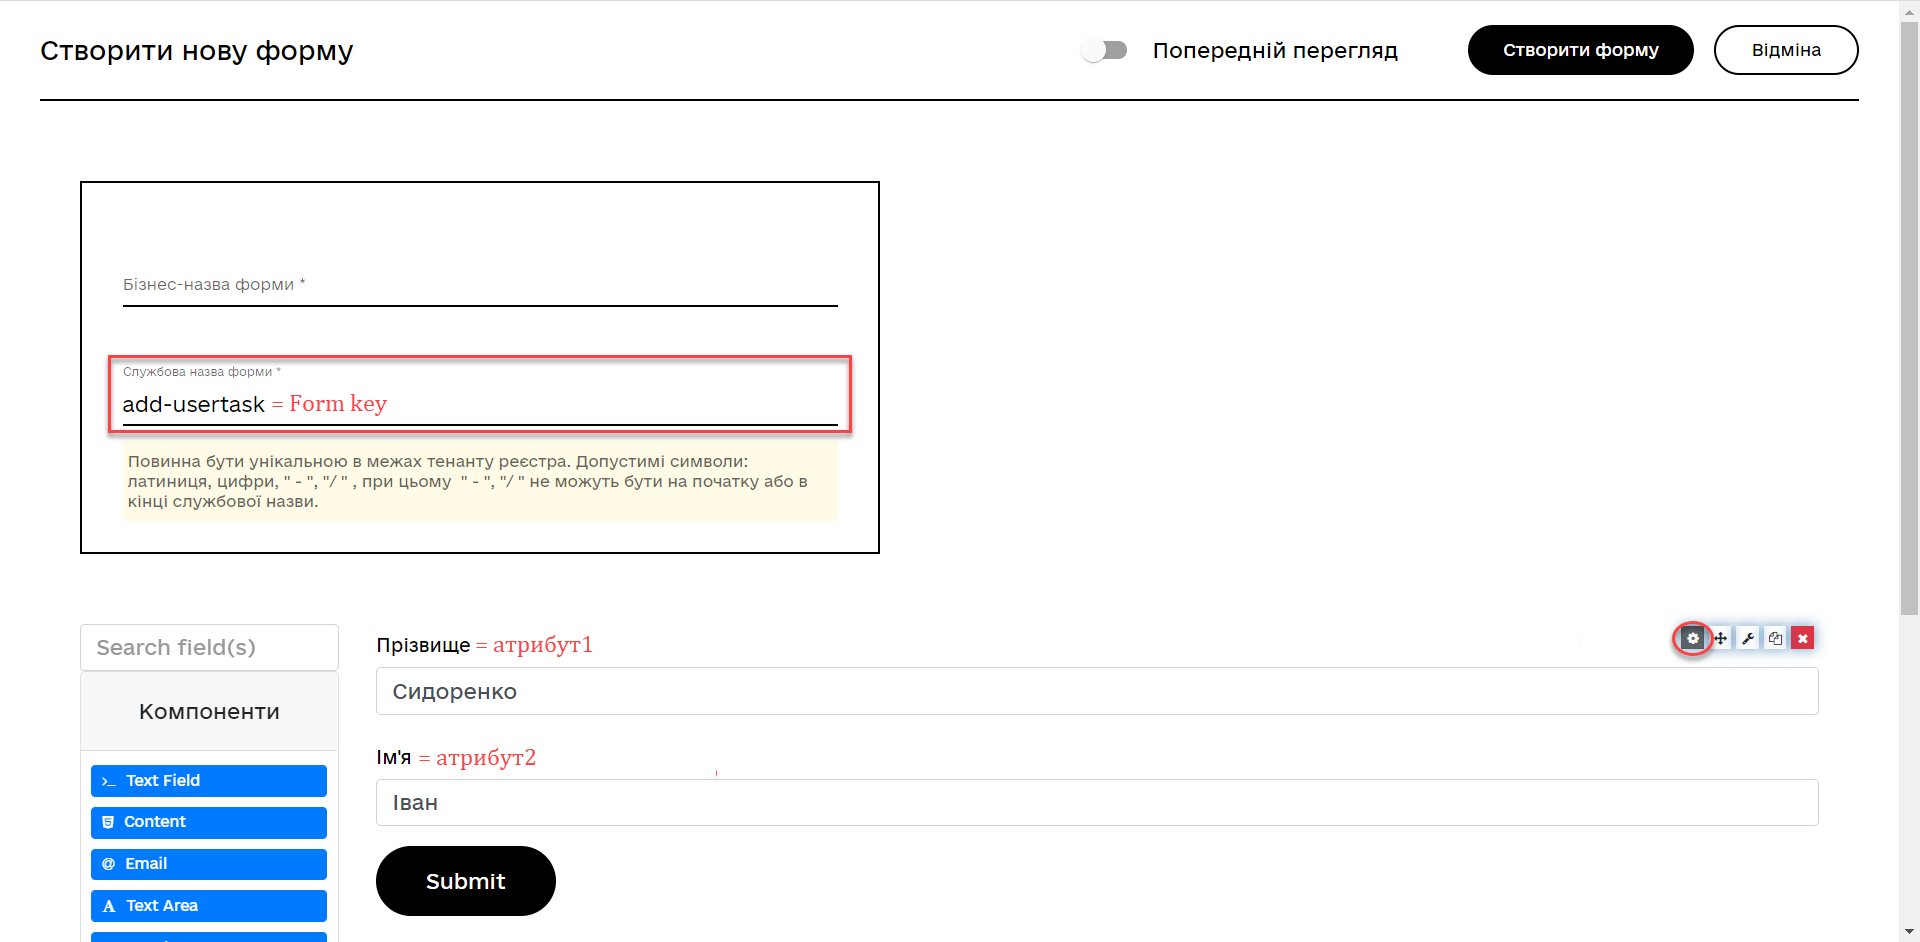 Створити нову форму
Попередній перегляд
Створити форму
Відміна
Бізнес-назва форми *
Службова назва форми *
add-usertask = Form key
Повинна бути унікальною в межах тенанту реєстра. Допустимі символи:
латиниця, цифри, " - ", "/ " , при цьому " - ", "/ " не можуть бути на початку або в
кінці службової назви.
Search field(s)
Компоненти
Text Field
Content
Email
Text Area
Прізвище = атрибут1
Сидоренко
Ім'я = атрибут2
Іван
Submit